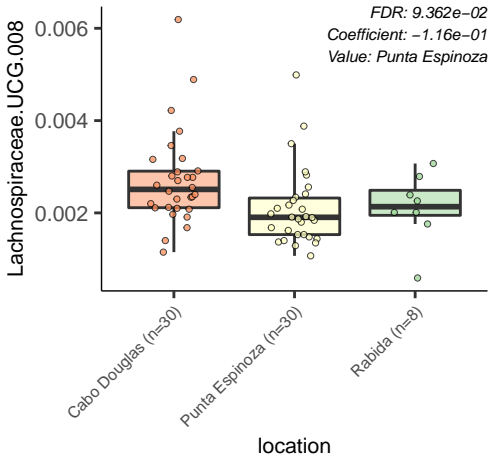 FDR: 9.362e−02
Coefficient: −1.16e−01
Value: Punta Espinoza
Lachnospiraceae.UCG.008
0.006
0.004
0.002
Cabo Douglas (n=30)
Punta Espinoza (n=30)
Rabida (n=8)
location